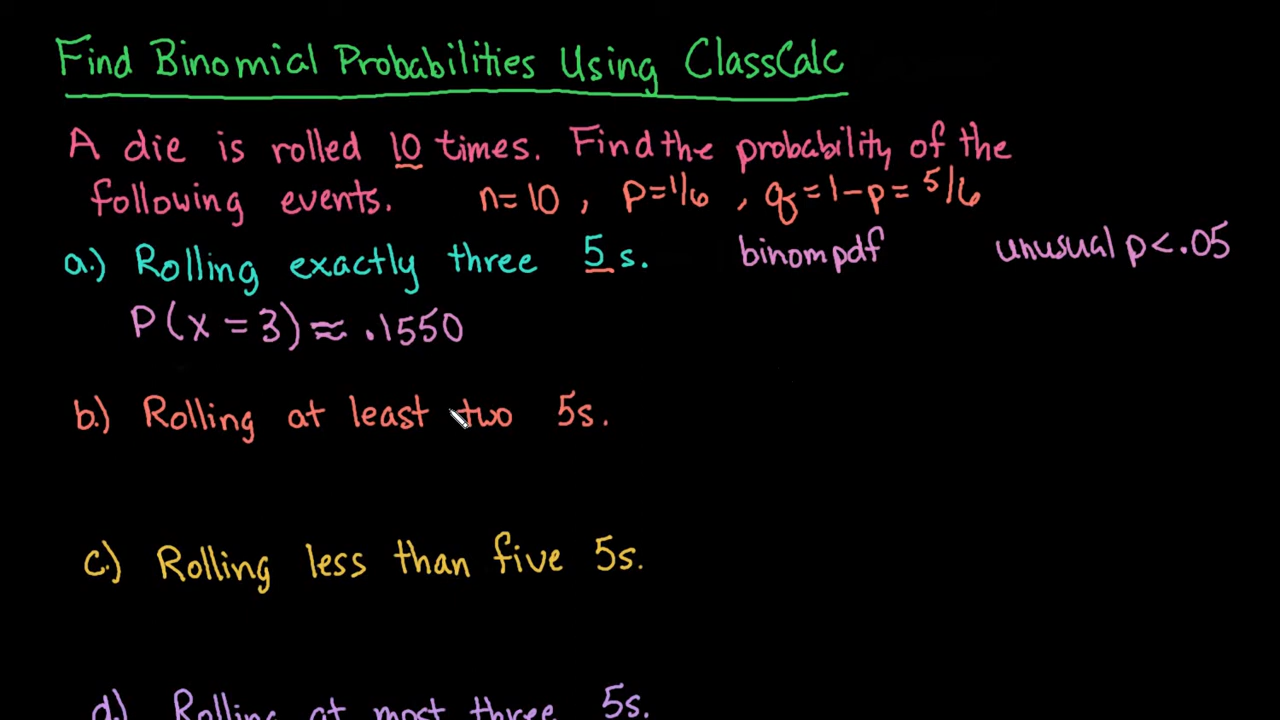 Find Binomial Probabilities Using ClassCalc
A die is rolled 10 times. Find the probability of the
following events. n=10 , p=1/6 , q=1-p= 5/6
a.) Rolling exactly three 5s. binompdf unusual p<.05
P(x=3)≈.1550
b.) Rolling at least two 5s.
c.) Rolling less than five 5s.
d.) Rolling at most three 5s.